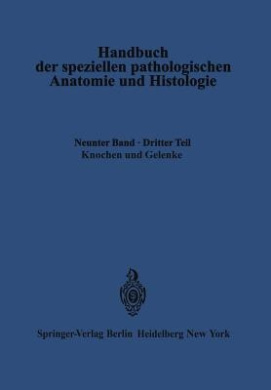 Handbuch
der speziellen pathologischen
Anatomie und Histologie
Neunter Band · Dritter Teil
Knochen und Gelenke
Springer-Verlag Berlin Heidelberg New York